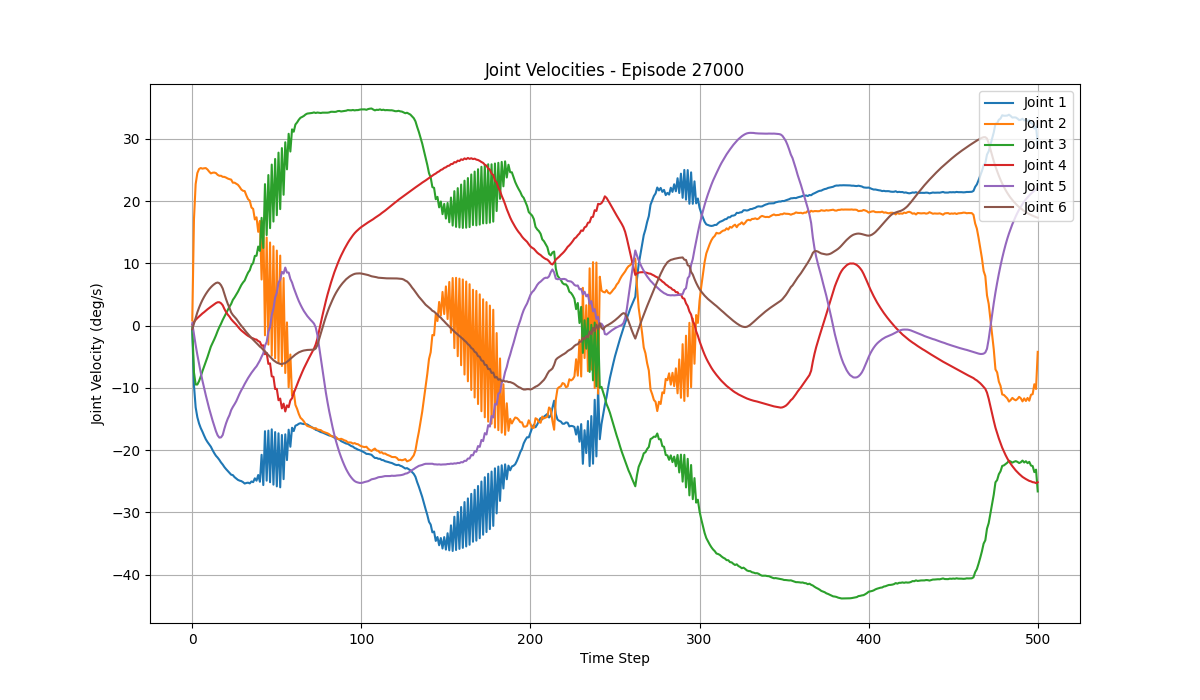 Joint Velocities - Episode 27000
Joint 1
Joint 2
Joint 3
Joint 4
Joint 5
Joint 6
Joint Velocity (deg/s)
30
20
10
0
−10
−20
−30
−40
0 100 200 300 400 500
Time Step